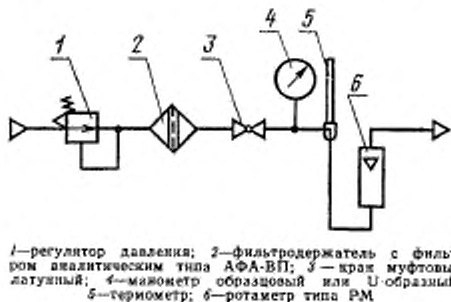 1 2 3 4 5 6
1—регулятор давления; 2—фильтродержатель с филь-
ром аналитическим типа АФА-ВП; 3 — кран муфтовы
латунный; 4—манометр образцовый или U-образны
5—термометр; 6—ротаметр типа РМ